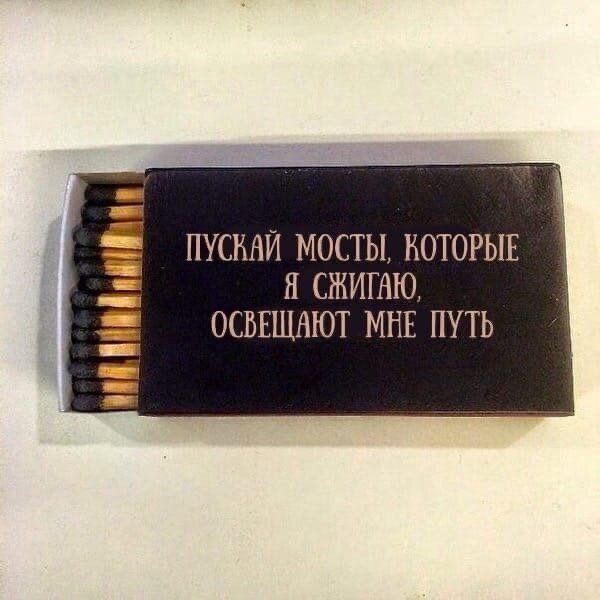 ПУСКАЙ МОСТЫ, КОТОРЫЕ
Я СЖИГАЮ,
ОСВЕЩАЮТ МНЕ ПУТЬ